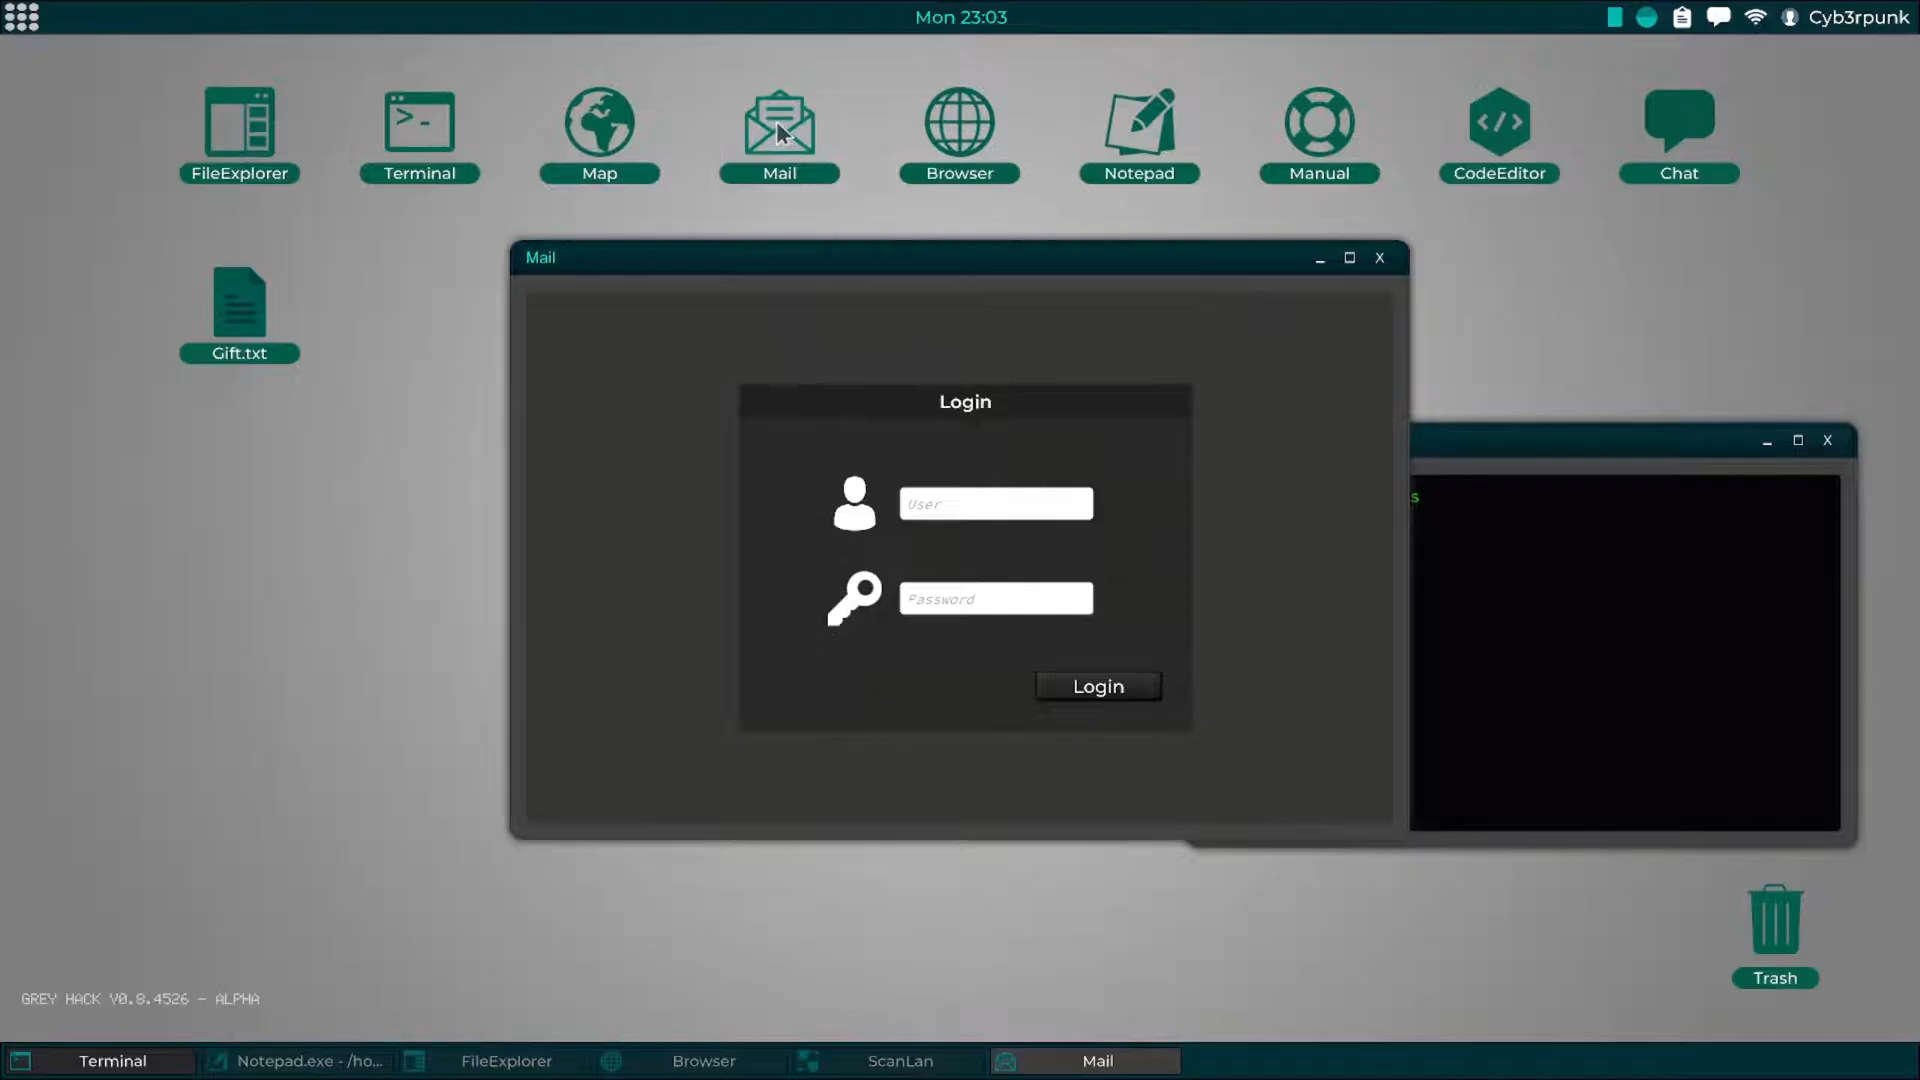 Mon 23:03
Cyb3rpunk
FileExplorer
Terminal
Map
Mail
Browser
Notepad
Manual
CodeEditor
Chat
Gift.txt
Mail
Login
User
Password
Login
s
Trash
GREY HACK V0.8.4526 - ALPHA
Terminal
Notepad.exe - /ho...
FileExplorer
Browser
ScanLan
Mail